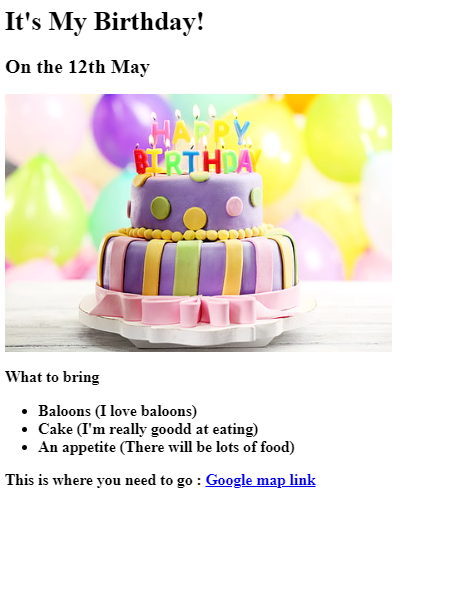 It's My Birthday!
On the 12th May
HAPPY
BIRTHDAY
What to bring
Baloons (I love baloons)
Cake (I'm really goodd at eating)
An appetite (There will be lots of food)
This is where you need to go : Google map link